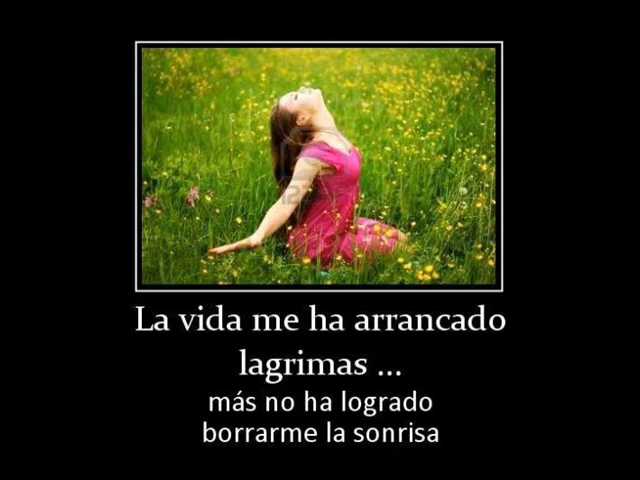 La vida me ha arrancado
lagrimas ...
más no ha logrado
borrarme la sonrisa